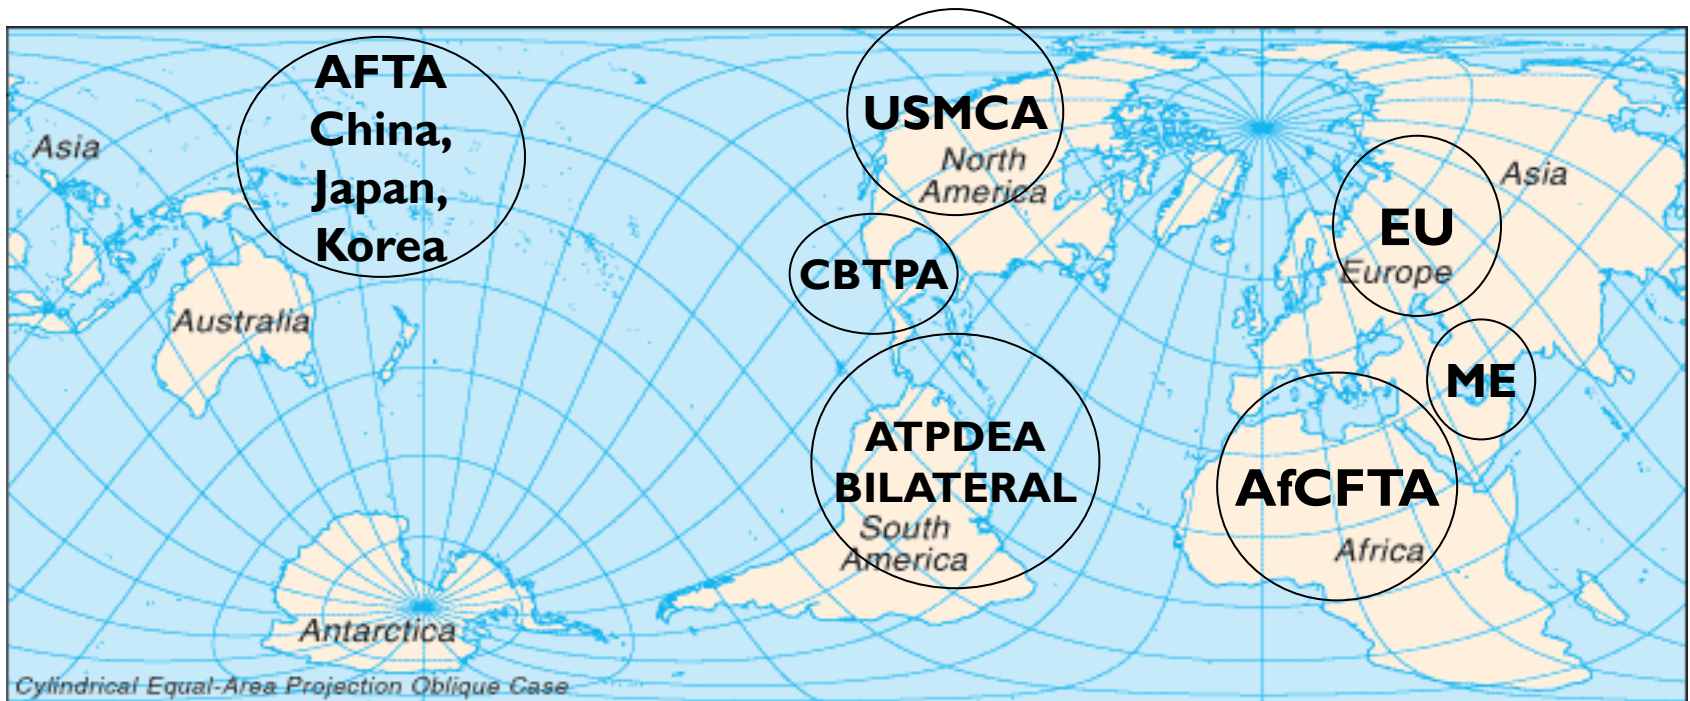 AFTA
China,
Japan,
Korea
Asia
Australia
Antarctica
Cylindrical Equal-Area Projection Oblique Case
USMCA
North
America
CBTPA
ATPDEA
BILATERAL
South
America
EU
Europe
Asia
ME
AfCFTA
Africa